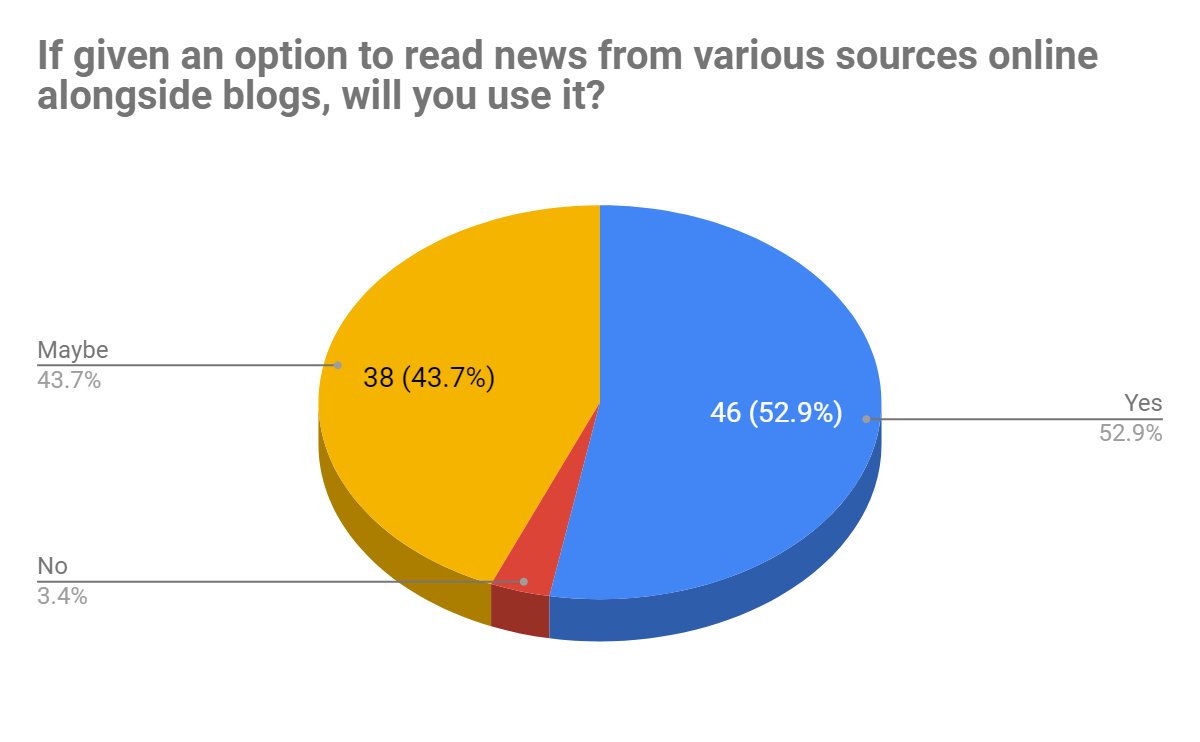 If given an option to read news from various sources online
alongside blogs, will you use it?
Maybe
43.7%
38 (43.7%)
46 (52.9%)
Yes
52.9%
No
3.4%